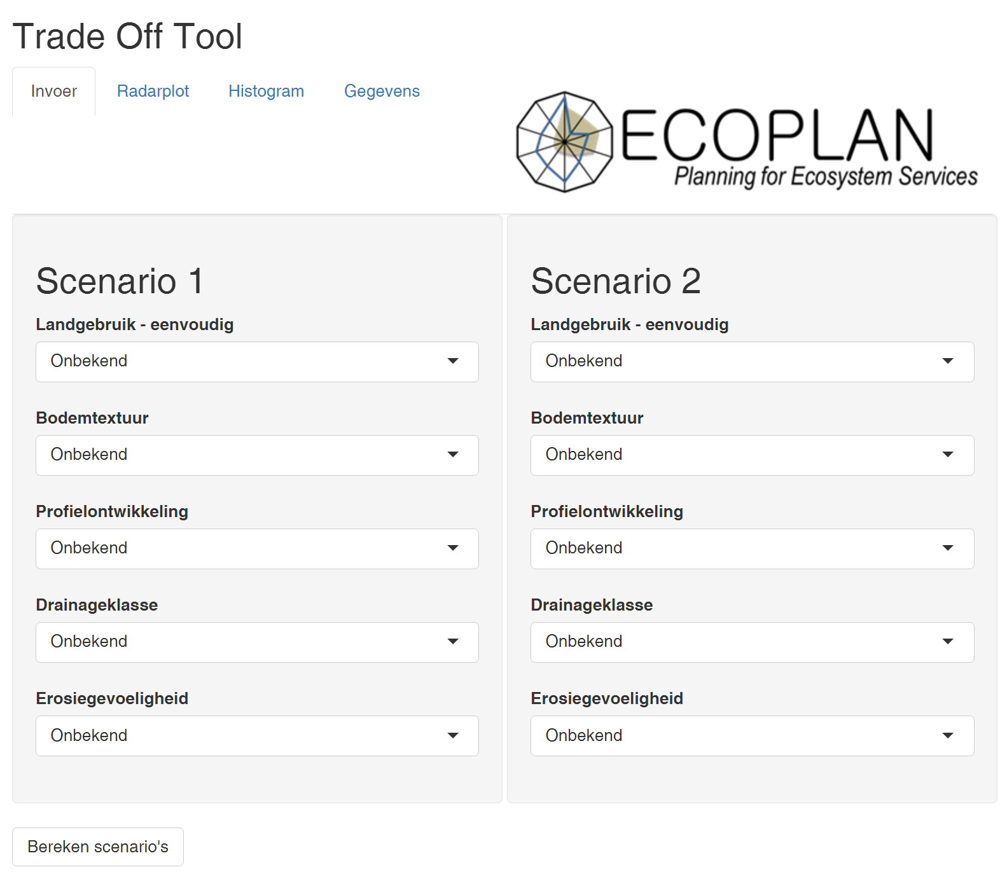 Trade Off Tool
Invoer Radarplot Histogram Gegevens
ECOPLAN
Planning for Ecosystem Services
Scenario 1
Landgebruik - eenvoudig
Onbekend
Bodemtextuur
Onbekend
Profielontwikkeling
Onbekend
Drainageklasse
Onbekend
Erosiegevoeligheid
Onbekend
Scenario 2
Landgebruik - eenvoudig
Onbekend
Bodemtextuur
Onbekend
Profielontwikkeling
Onbekend
Drainageklasse
Onbekend
Erosiegevoeligheid
Onbekend
Bereken scenario's